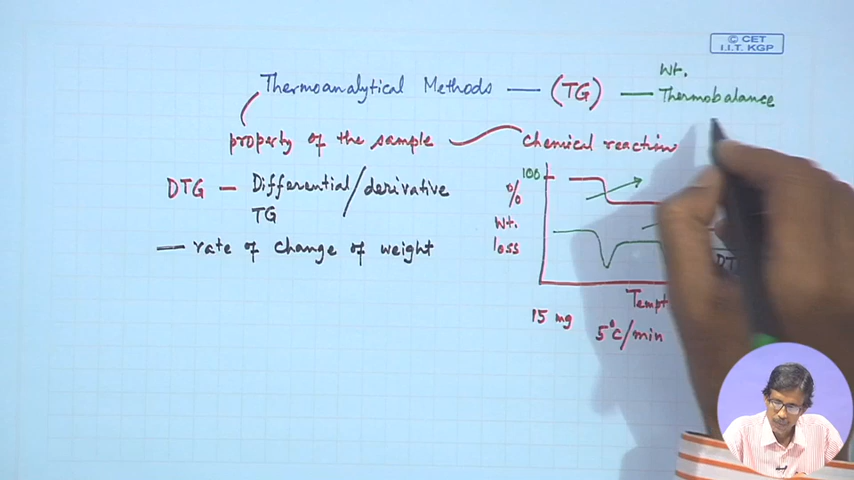 © CET
I.I.T. KGP
Thermoanalytical Methods — (TG) — Wt. Thermobalance
property of the sample
chemical reaction
DTG — Differential/derivative
TG
— rate of change of weight
100
%
Wt.
loss
DT
Tempt
15 mg
5°C/min